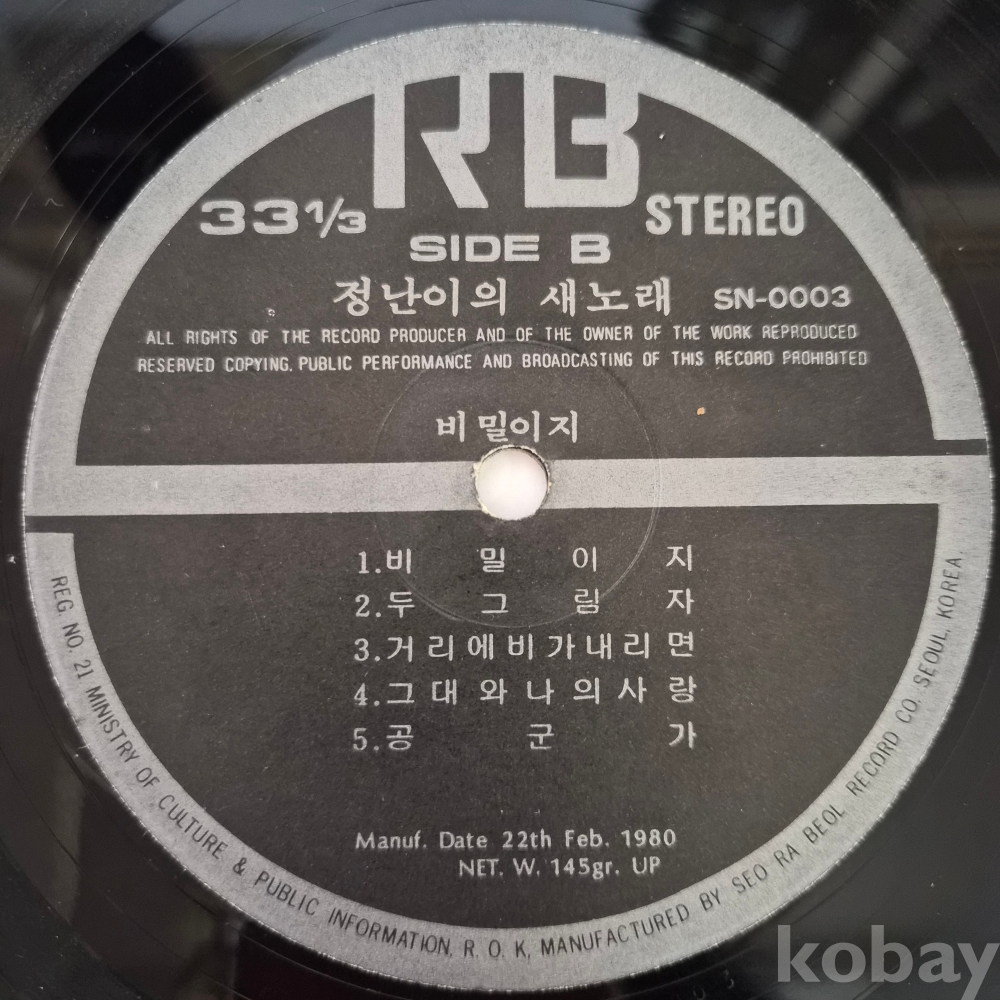 RB
33 1/3
STEREO
SIDE B
정난이의 새노래 SN-0003
ALL RIGHTS OF THE RECORD PRODUCER AND OF THE OWNER OF THE WORK REPRODUCED
RESERVED COPYING. PUBLIC PERFORMANCE AND BROADCASTING OF THIS RECORD PROHIBITED
비밀이지
1.비밀이지
2.두그림자
3.거리에비가내리면
4.그대와나의사랑
5.공군가
Manuf. Date 22th Feb. 1980
NET. W. 145gr. UP
REG. NO. 21 MINISTRY OF CULTURE & PUBLIC INFORMATION, R. O. K, MANUFACTURED BY SEO RA BEOL RECORD CO. SEOUL, KOREA.
kobay